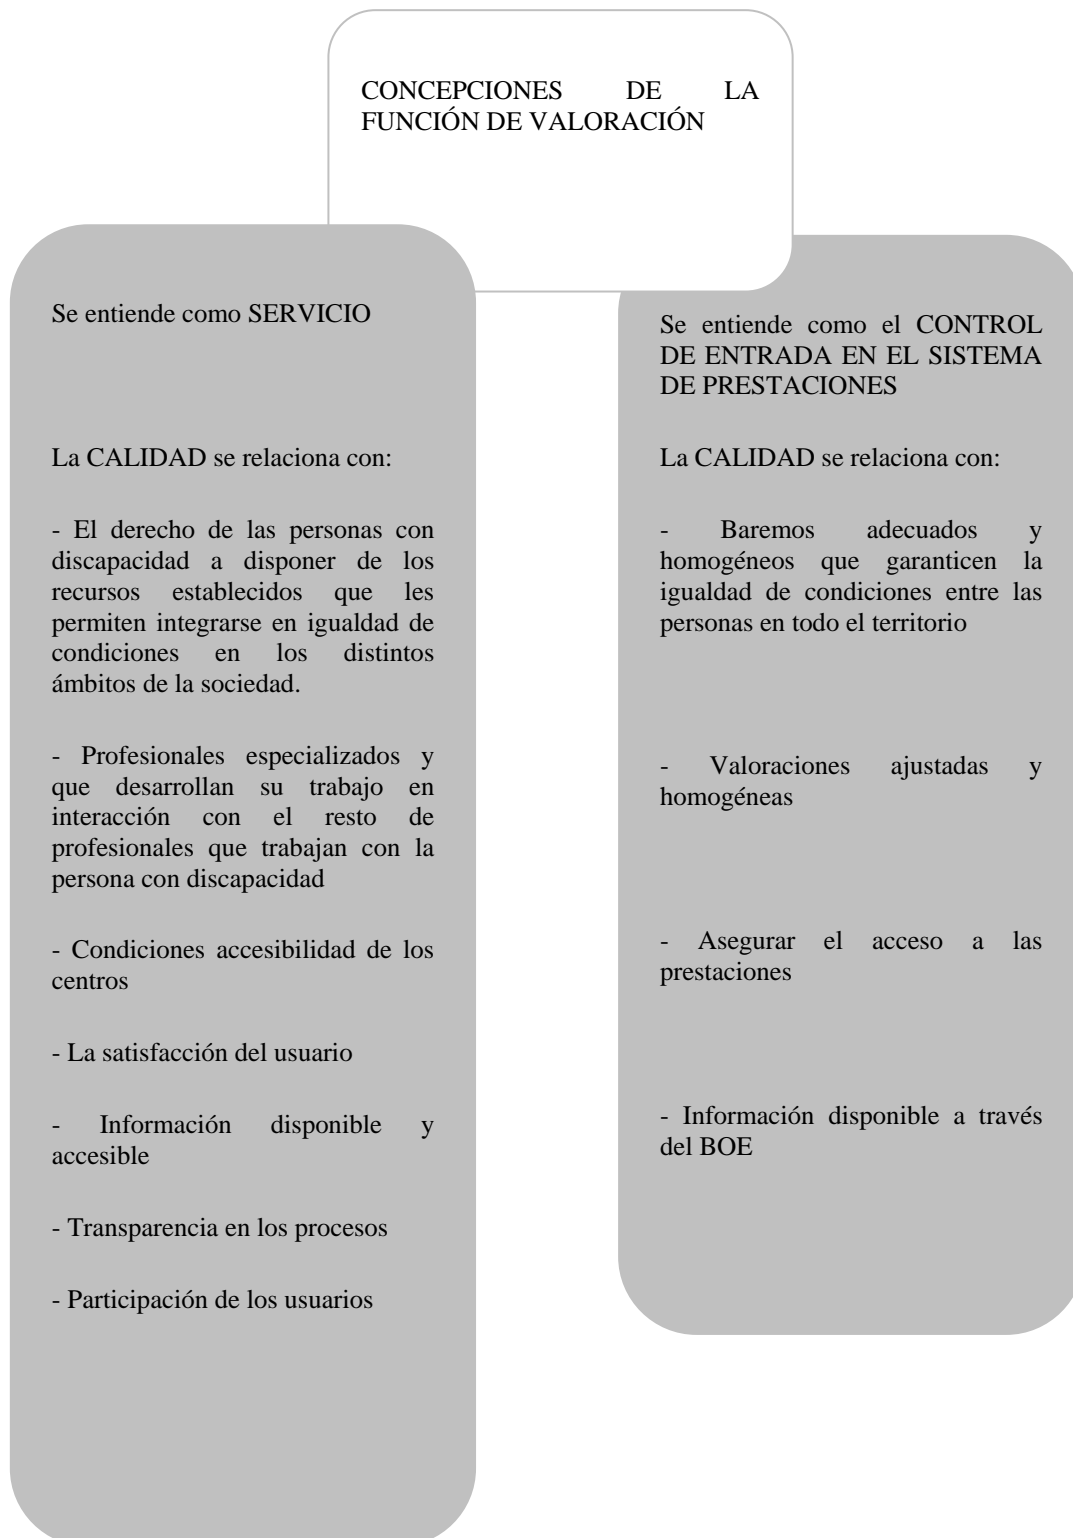 CONCEPCIONES DE LA
FUNCIÓN DE VALORACIÓN
Se entiende como SERVICIO
La CALIDAD se relaciona con:
- El derecho de las personas con
discapacidad a disponer de los
recursos establecidos que les
permiten integrarse en igualdad de
condiciones en los distintos
ámbitos de la sociedad.
- Profesionales especializados y
que desarrollan su trabajo en
interacción con el resto de
profesionales que trabajan con la
persona con discapacidad
- Condiciones accesibilidad de los
centros
- La satisfacción del usuario
- Información disponible y
accesible
- Transparencia en los procesos
- Participación de los usuarios
Se entiende como el CONTROL
DE ENTRADA EN EL SISTEMA
DE PRESTACIONES
La CALIDAD se relaciona con:
- Baremos adecuados y
homogéneos que garanticen la
igualdad de condiciones entre las
personas en todo el territorio
- Valoraciones ajustadas y
homogéneas
- Asegurar el acceso a las
prestaciones
- Información disponible a través
del BOE